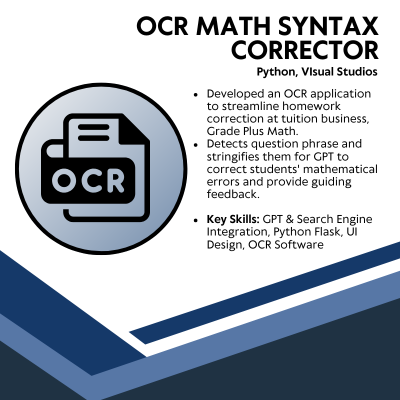 OCR MATH SYNTAX
CORRECTOR
Python, VIsual Studios
• Developed an OCR application
to streamline homework
correction at tuition business,
Grade Plus Math.
• Detects question phrase and
stringifies them for GPT to
correct students' mathematical
errors and provide guiding
feedback.
• Key Skills: GPT & Search Engine
Integration, Python Flask, UI
Design, OCR Software
OCR